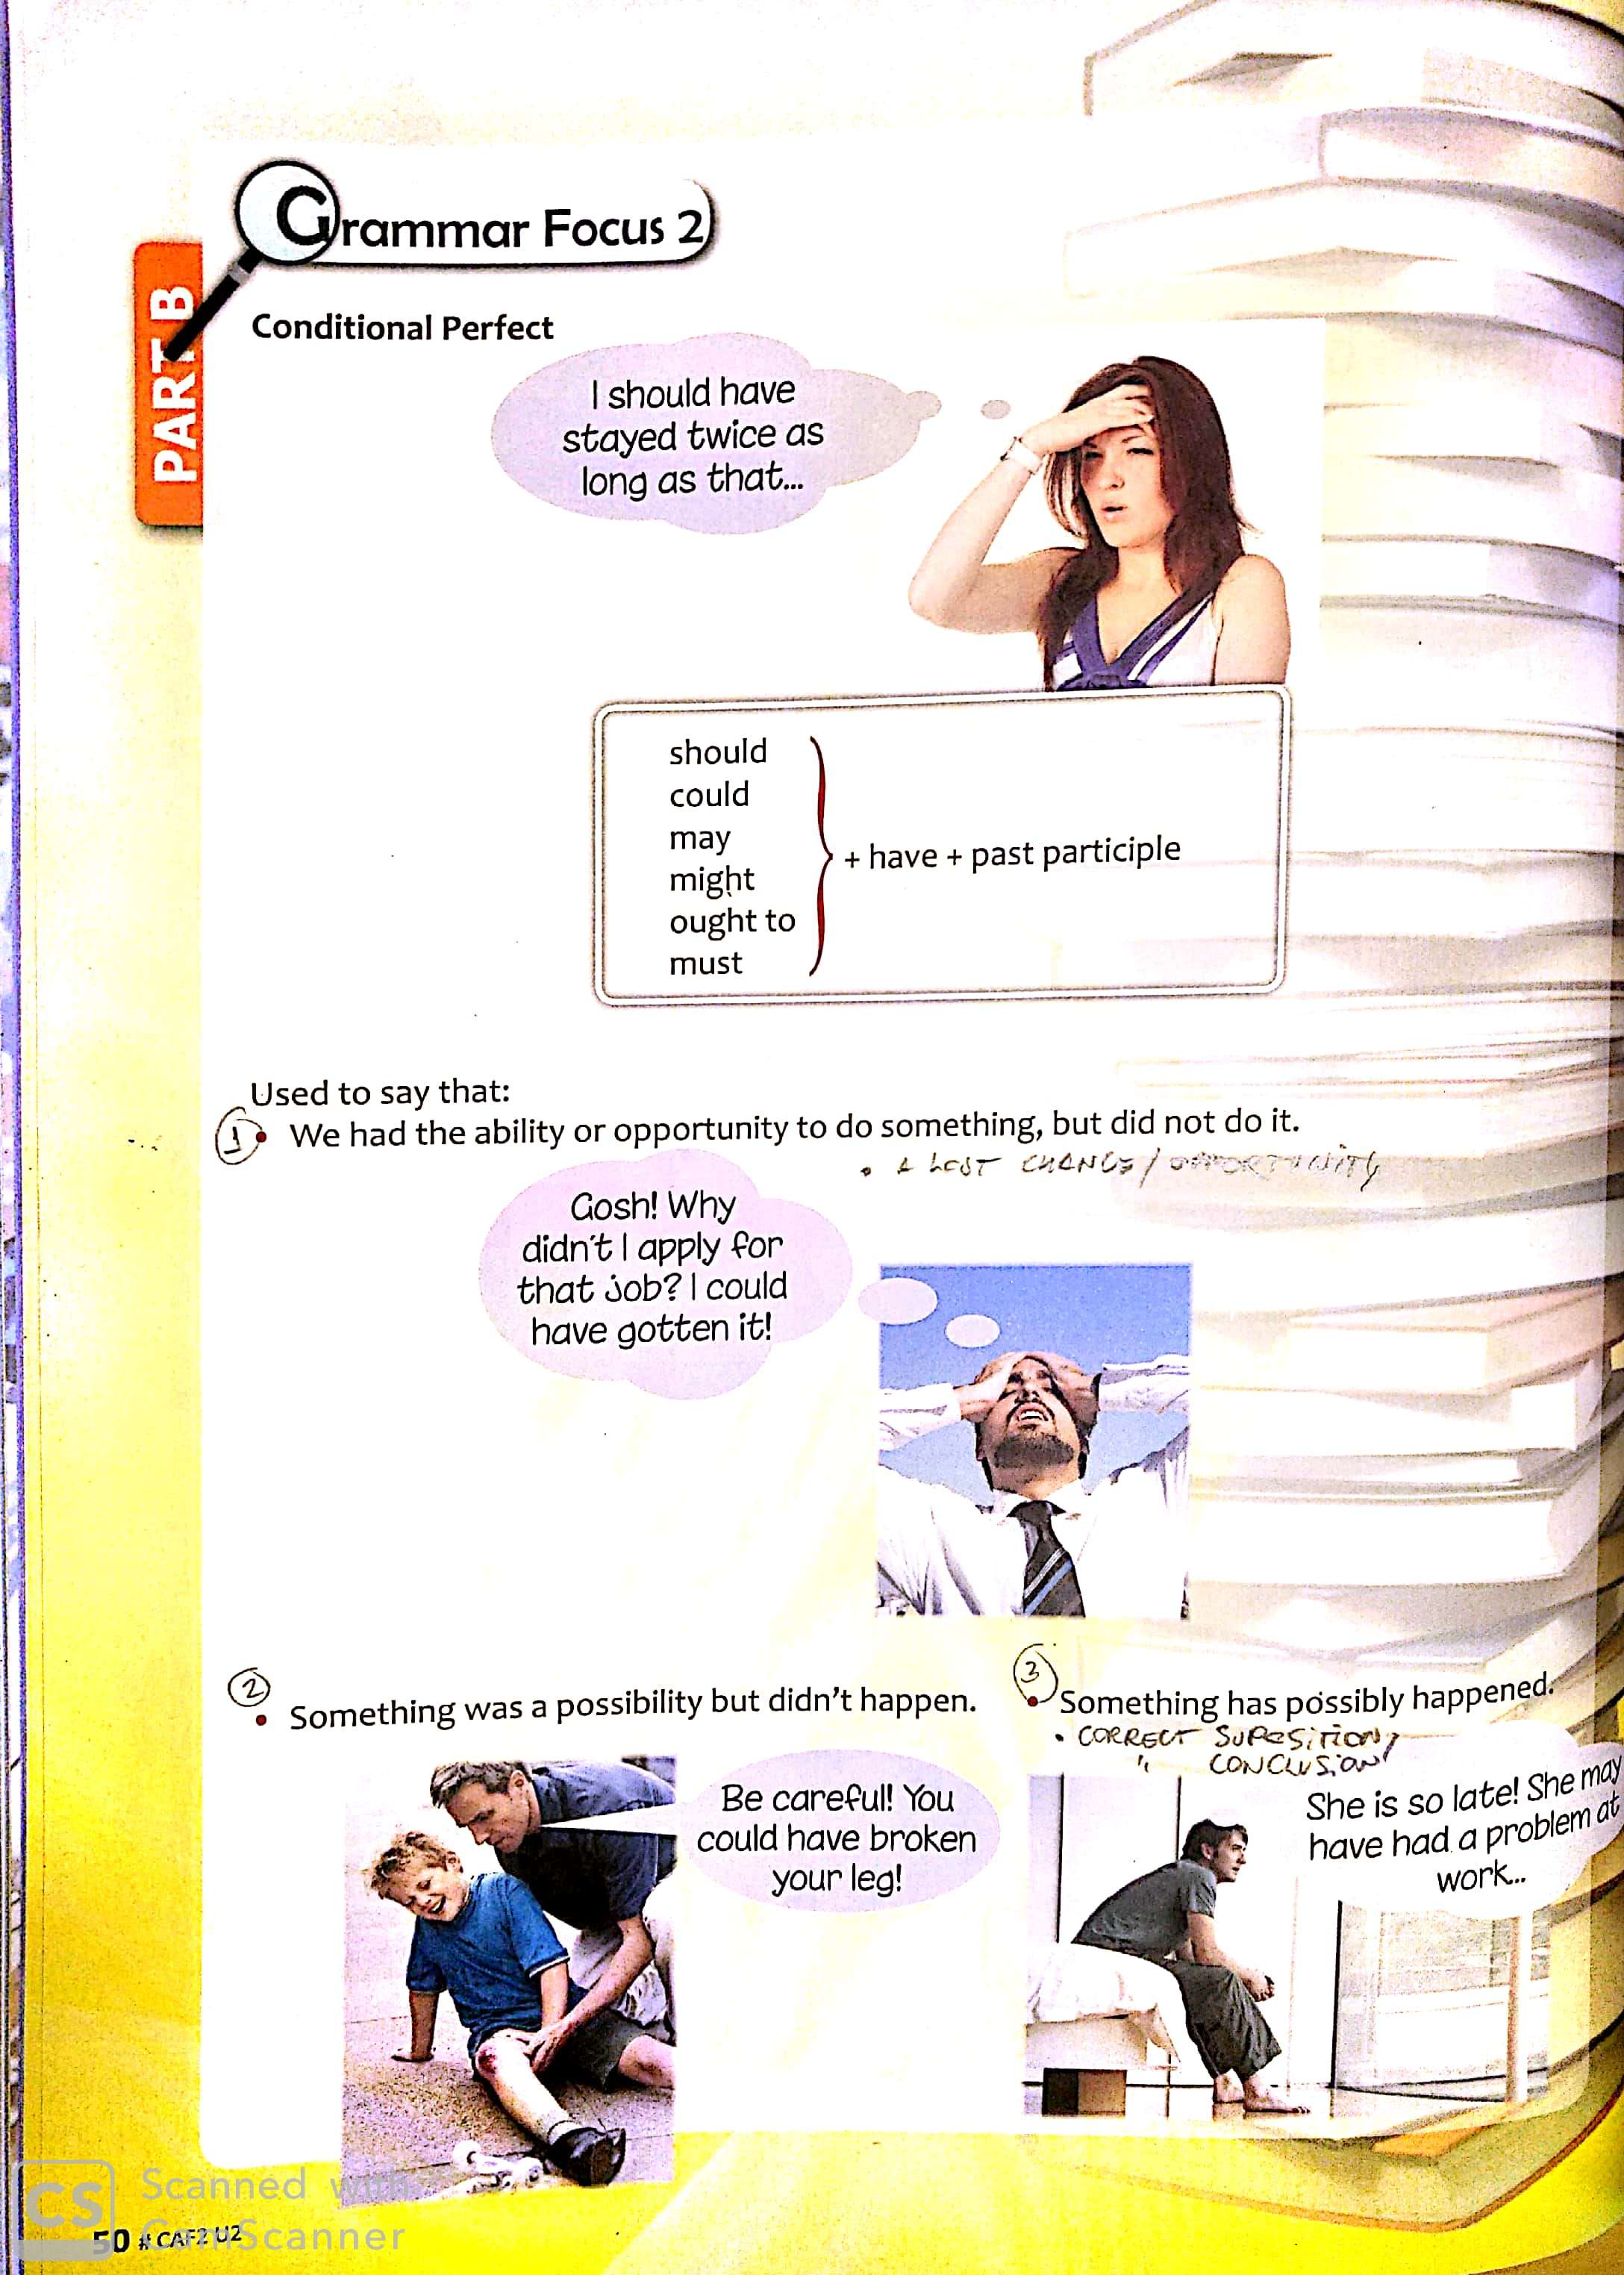 Grammar Focus 2
PART B
Conditional Perfect
I should have
stayed twice as
long as that...
should
could
may
might
ought to
must
+ have + past participle
Used to say that:
1 • We had the ability or opportunity to do something, but did not do it.
• A LOST CHANCE / OPPORTUNITY
Gosh! Why
didn't I apply for
that job? I could
have gotten it!
2 • Something was a possibility but didn't happen.
3 • Something has possibly happened.
• CORRECT SUPOSITION/
" CONCLUSION
Be careful! You
could have broken
your leg!
She is so late! She may
have had a problem at
work...
CS Scanned with
CamScanner
50 # CAF2 U2